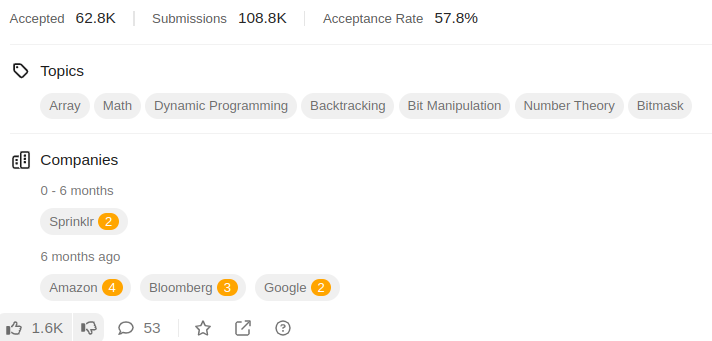 Accepted 62.8K Submissions 108.8K Acceptance Rate 57.8%
Topics
Array Math Dynamic Programming Backtracking Bit Manipulation Number Theory Bitmask
Companies
0 - 6 months
Sprinklr 2
6 months ago
Amazon 4 Bloomberg 3 Google 2
1.6K 53